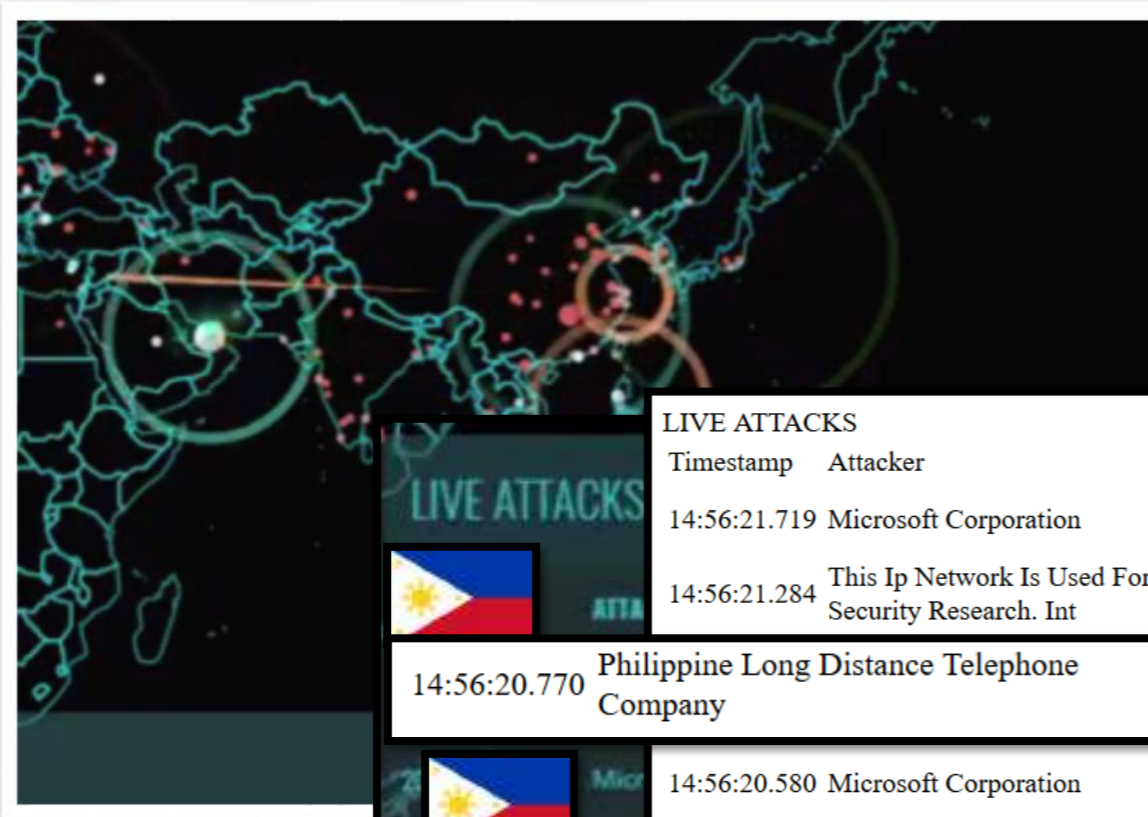 LIVE ATTACKS
Timestamp Attacker
14:56:21.719 Microsoft Corporation
14:56:21.284 This Ip Network Is Used For
Security Research. Int
LIVE ATTACKS
ATTA
14:56:20.770 Philippine Long Distance Telephone
Company
Micr
14:56:20.580 Microsoft Corporation